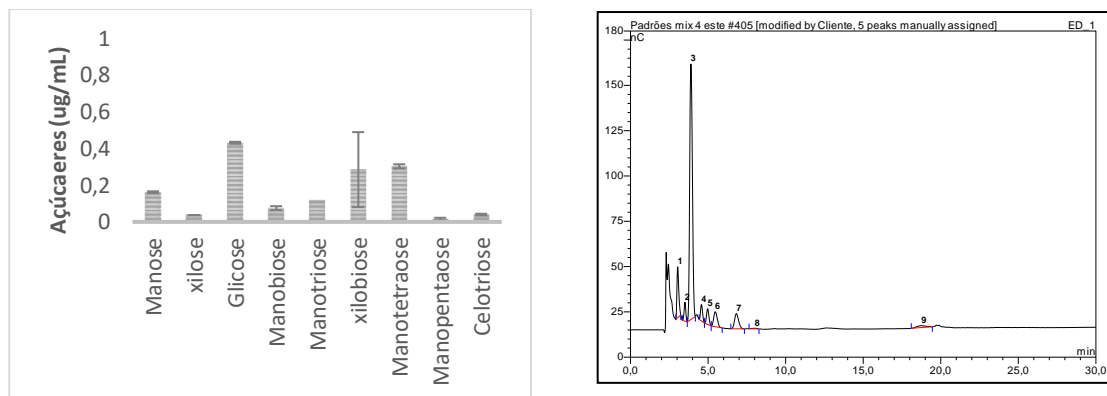 Açúcaeres (ug/mL)
1
0,8
0,6
0,4
0,2
0
Manose
xilose
Glicose
Manobiose
Manotriose
xilobiose
Manotetraose
Manopentaose
Celotriose
Padrões mix 4 este #405 [modified by Cliente, 5 peaks manually assigned] ED_1
180
nC
150
125
100
75
50
25
0
1
2
3
4
5
6
7
8
9
min
0,0 5,0 10,0 15,0 20,0 25,0 30,0